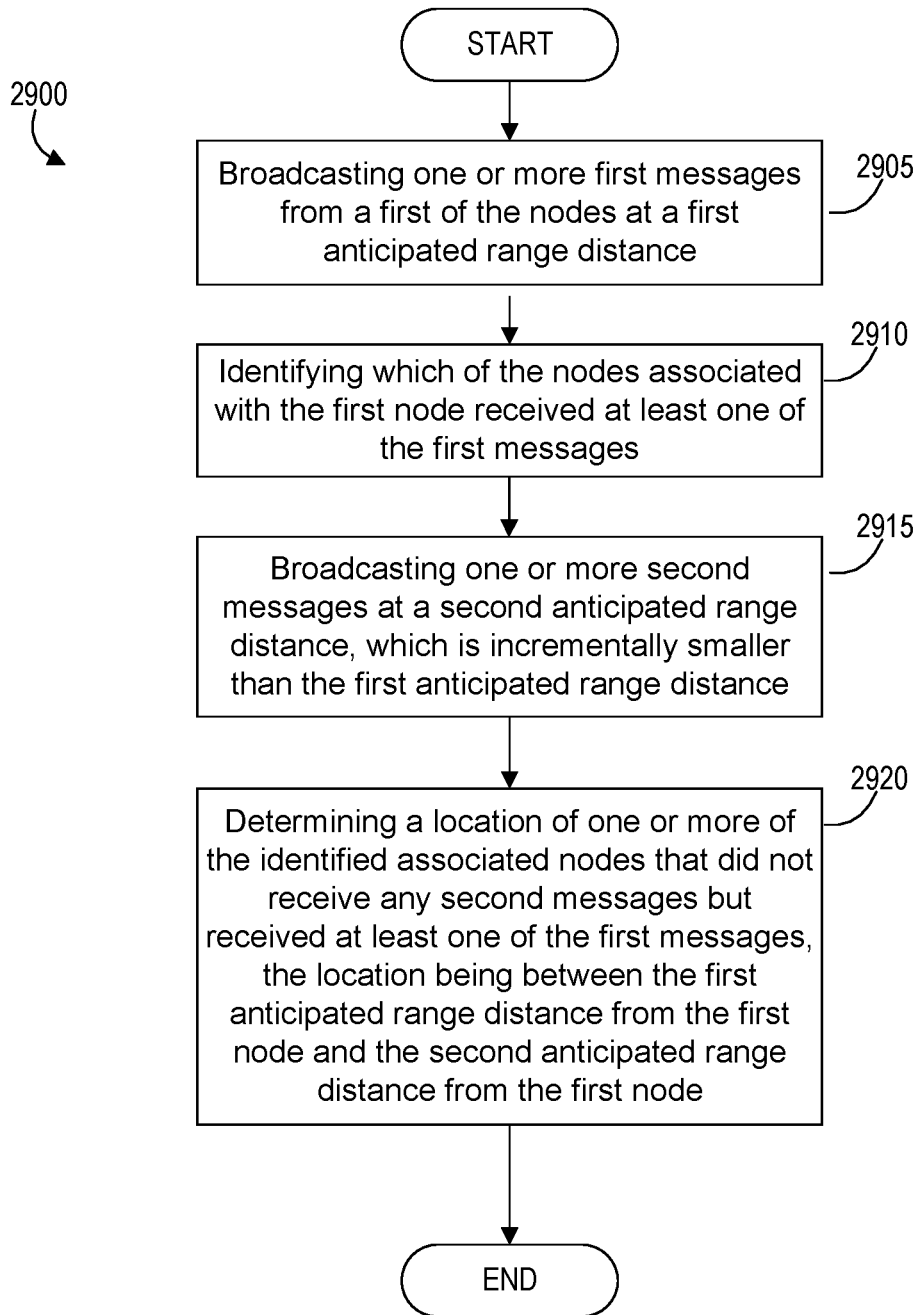 START
2900
Broadcasting one or more first messages
from a first of the nodes at a first
anticipated range distance
2905
Identifying which of the nodes associated
with the first node received at least one of
the first messages
2910
Broadcasting one or more second
messages at a second anticipated range
distance, which is incrementally smaller
than the first anticipated range distance
2915
Determining a location of one or more of
the identified associated nodes that did not
receive any second messages but
received at least one of the first messages,
the location being between the first
anticipated range distance from the first
node and the second anticipated range
distance from the first node
2920
END